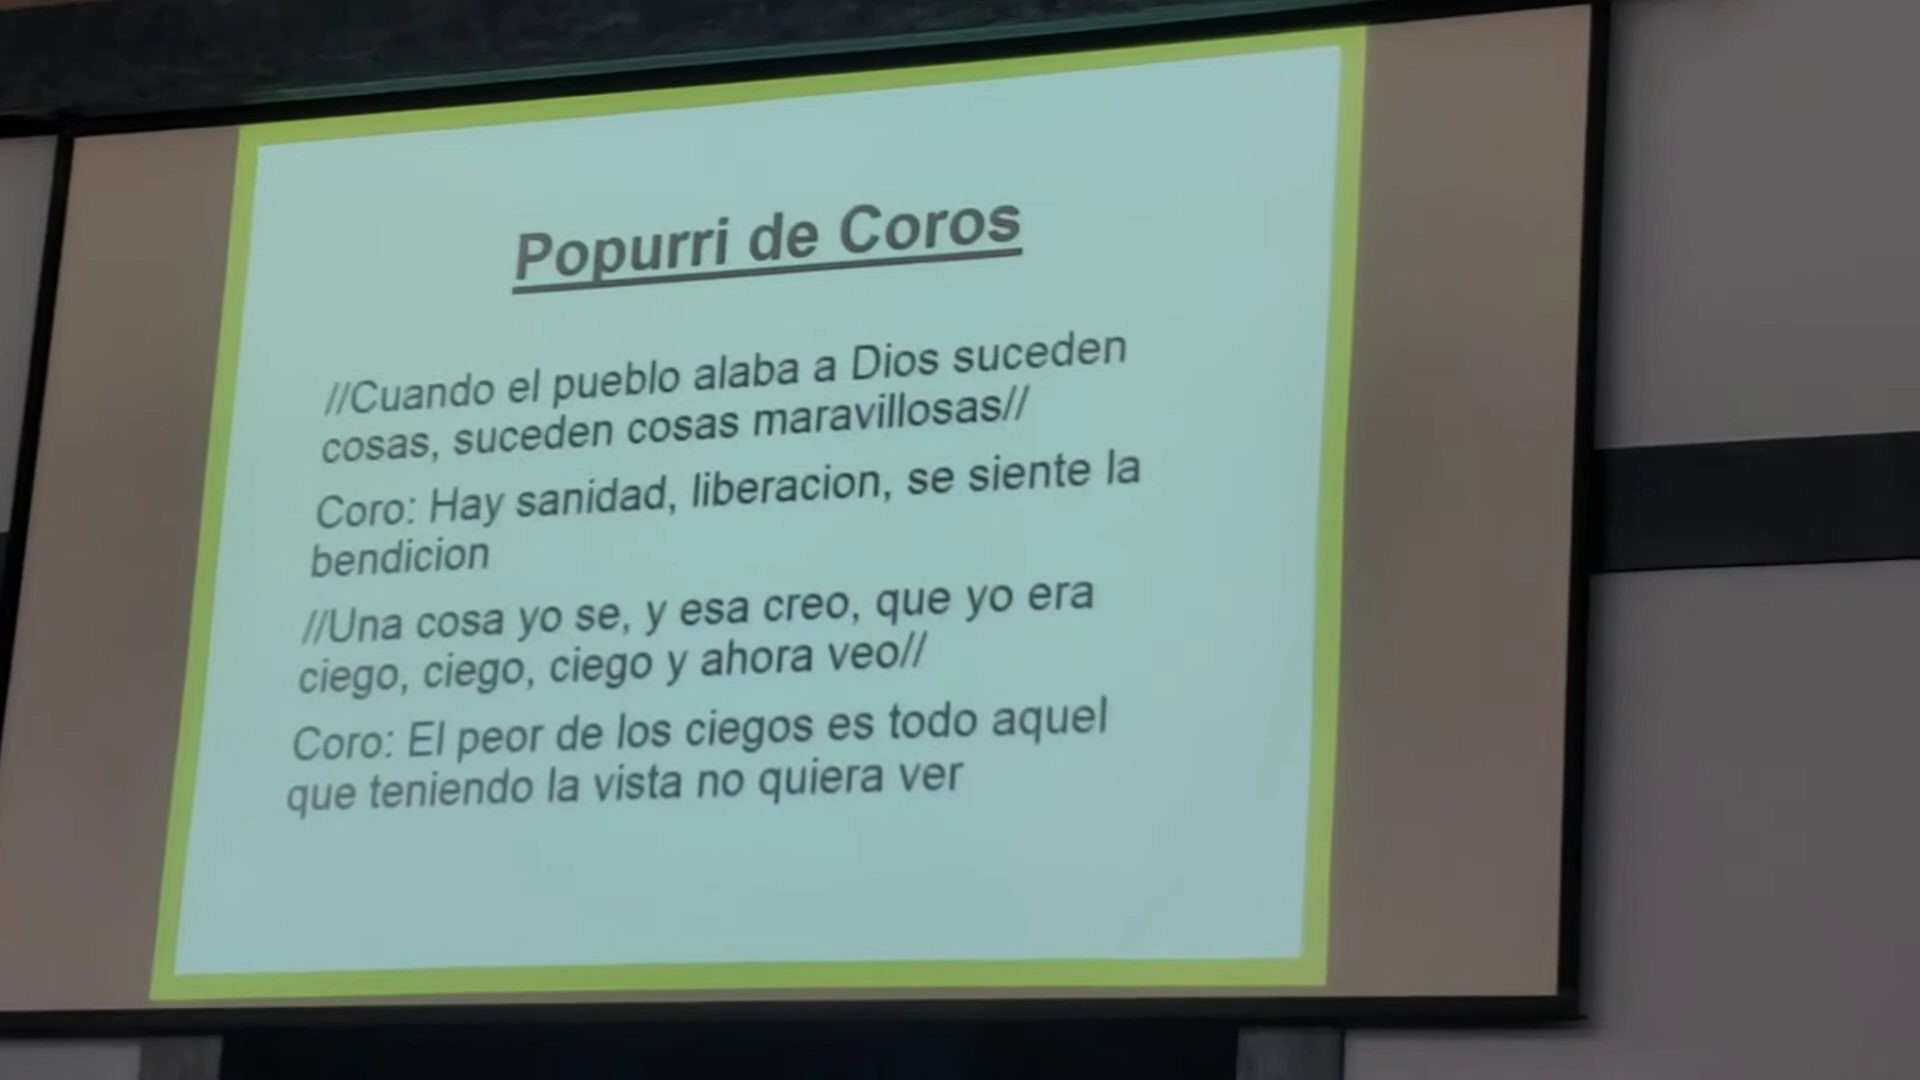 Popurri de Coros
//Cuando el pueblo alaba a Dios suceden
cosas, suceden cosas maravillosas//
Coro: Hay sanidad, liberacion, se siente la
bendicion
//Una cosa yo se, y esa creo, que yo era
ciego, ciego, ciego y ahora veo//
Coro: El peor de los ciegos es todo aquel
que teniendo la vista no quiera ver